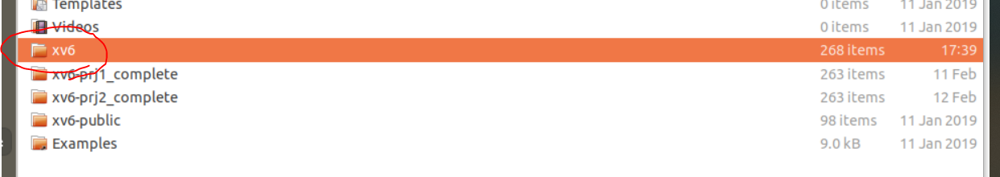 Templates 0 items 11 Jan 2019
Videos 0 items 11 Jan 2019
xv6 268 items 17:39
xv6-prj1_complete 263 items 11 Feb
xv6-prj2_complete 263 items 12 Feb
xv6-public 98 items 11 Jan 2019
Examples 9.0 kB 11 Jan 2019